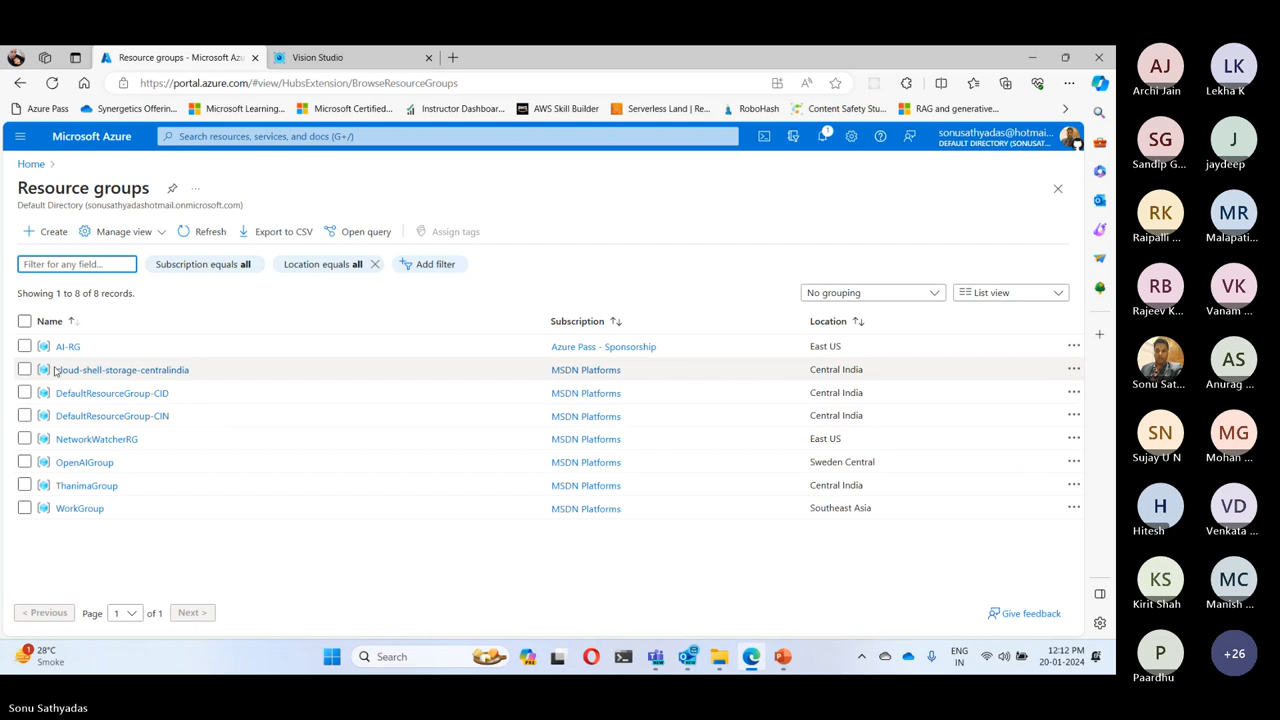 Resource groups - Microsoft Azu
Vision Studio
https://portal.azure.com/#view/HubsExtension/BrowseResourceGroups
Azure Pass
Synergetics Offering...
Microsoft Learning...
Microsoft Certified...
Instructor Dashboar...
AWS Skill Builder
Serverless Land | Re...
RoboHash
Content Safety Stu...
RAG and generative...
Microsoft Azure
Search resources, services, and docs (G+/)
1
sonusathyadas@hotmai...
DEFAULT DIRECTORY (SONUSAT...
Home
Resource groups
...
Default Directory (sonusathyadashotmail.onmicrosoft.com)
Create
Manage view
Refresh
Export to CSV
Open query
Assign tags
Filter for any field...
Subscription equals all
Location equals all
Add filter
Showing 1 to 8 of 8 records.
No grouping
List view
Name
Subscription
Location
AI-RG
Azure Pass - Sponsorship
East US
cloud-shell-storage-centralindia
MSDN Platforms
Central India
DefaultResourceGroup-CID
MSDN Platforms
Central India
DefaultResourceGroup-CIN
MSDN Platforms
Central India
NetworkWatcherRG
MSDN Platforms
East US
OpenAIGroup
MSDN Platforms
Sweden Central
ThanimaGroup
MSDN Platforms
Central India
WorkGroup
MSDN Platforms
Southeast Asia
< Previous
Page
1
of 1
Next >
Give feedback
1
28°C
Smoke
Search
ENG
IN
12:12 PM
20-01-2024
AJ
Archi Jain
LK
Lekha K
SG
Sandip G...
J
jaydeep
RK
Raipalli ...
MR
Malapati...
RB
Rajeev K...
VK
Vanam ...
Sonu Sat...
AS
Anurag ...
SN
Sujay U N
MG
Mohan ...
H
Hitesh
VD
Venkata ...
KS
Kirit Shah
MC
Manish ...
P
Paardhu
+26
Sonu Sathyadas